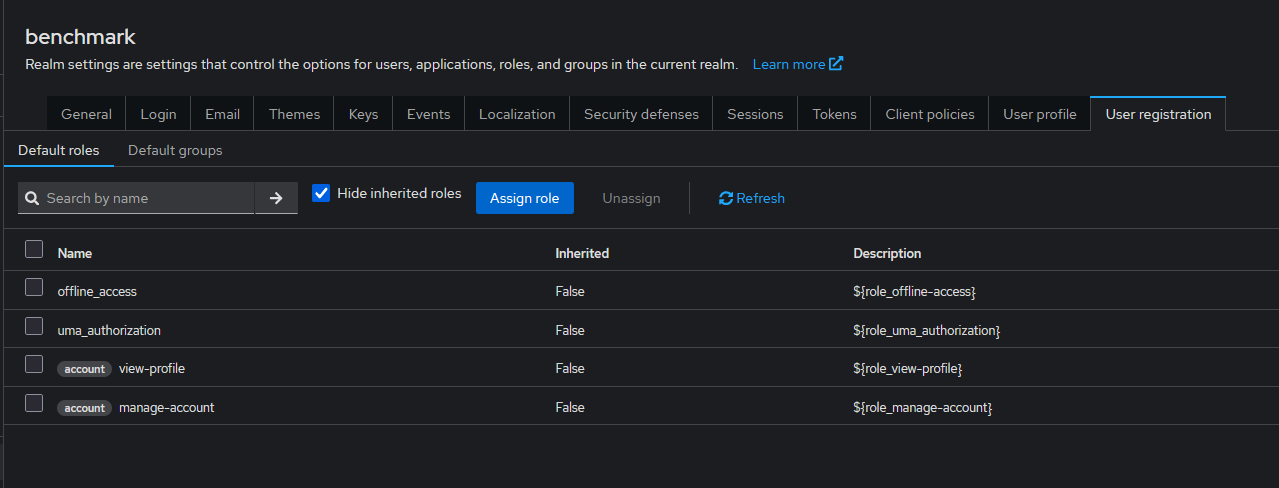 benchmark
Realm settings are settings that control the options for users, applications, roles, and groups in the current realm. Learn more
General Login Email Themes Keys Events Localization Security defenses Sessions Tokens Client policies User profile User registration
Default roles Default groups
Search by name Hide inherited roles Assign role Unassign Refresh
Name Inherited Description
offline_access False ${role_offline-access}
uma_authorization False ${role_uma_authorization}
account view-profile False ${role_view-profile}
account manage-account False ${role_manage-account}